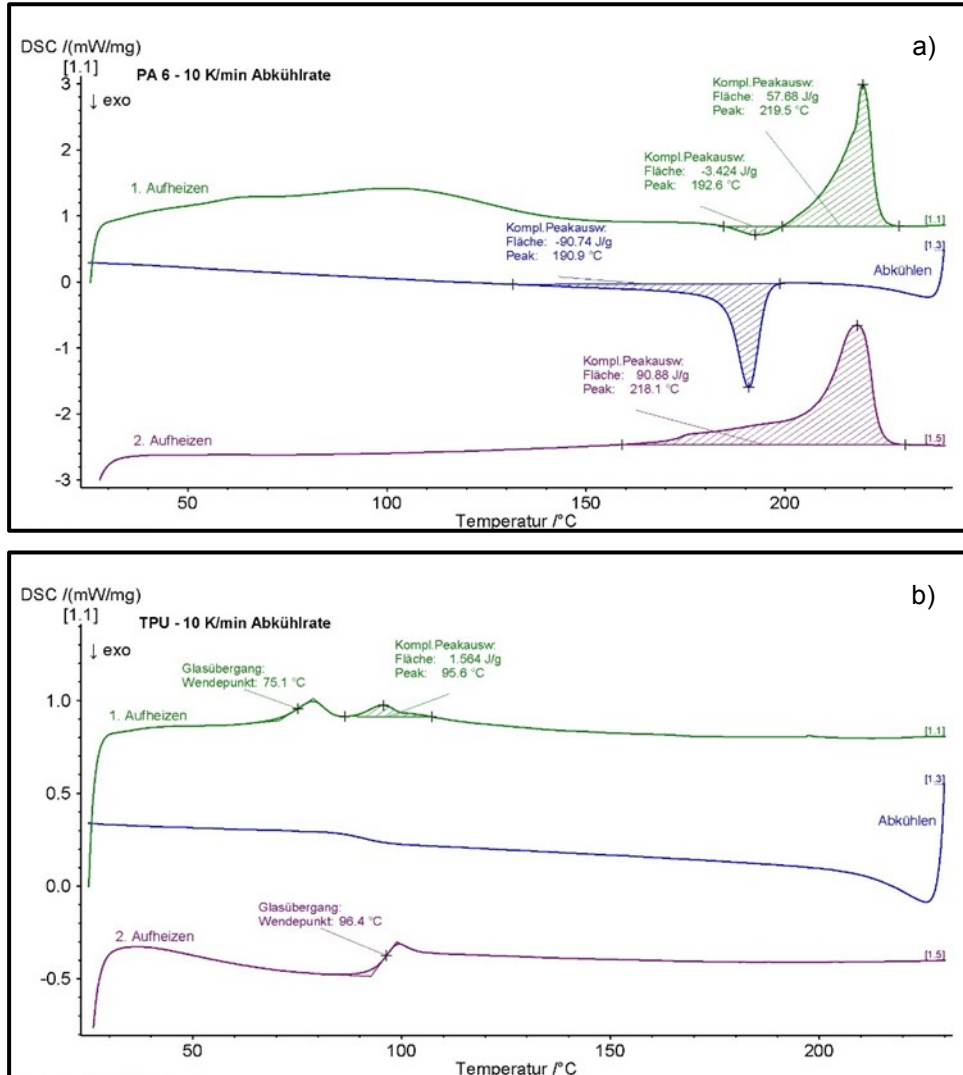 DSC /(mW/mg)
a)
[1.1]
PA 6 - 10 K/min Abkühlrate
3
↓ exo
Kompl.Peakausw:
Fläche: 57.68 J/g
Peak: 219.5 °C
2
Kompl.Peakausw:
Fläche: -3.424 J/g
Peak: 192.6 °C
1. Aufheizen
1
[1.1]
Kompl.Peakausw:
Fläche: -90.74 J/g
Peak: 190.9 °C
[1.3]
Abkühlen
0
-1
Kompl.Peakausw:
Fläche: 90.88 J/g
Peak: 218.1 °C
-2
2. Aufheizen
[1.5]
-3
50 100 150 200
Temperatur /°C
DSC /(mW/mg)
b)
[1.1]
TPU - 10 K/min Abkühlrate
↓ exo
Kompl.Peakausw:
Fläche: 1.564 J/g
Peak: 95.6 °C
Glasübergang:
Wendepunkt: 75.1 °C
1.0
1. Aufheizen
[1.1]
[1.3]
0.5
Abkühlen
0.0
Glasübergang:
Wendepunkt: 96.4 °C
2. Aufheizen
[1.5]
-0.5
50 100 150 200
Temperatur /°C